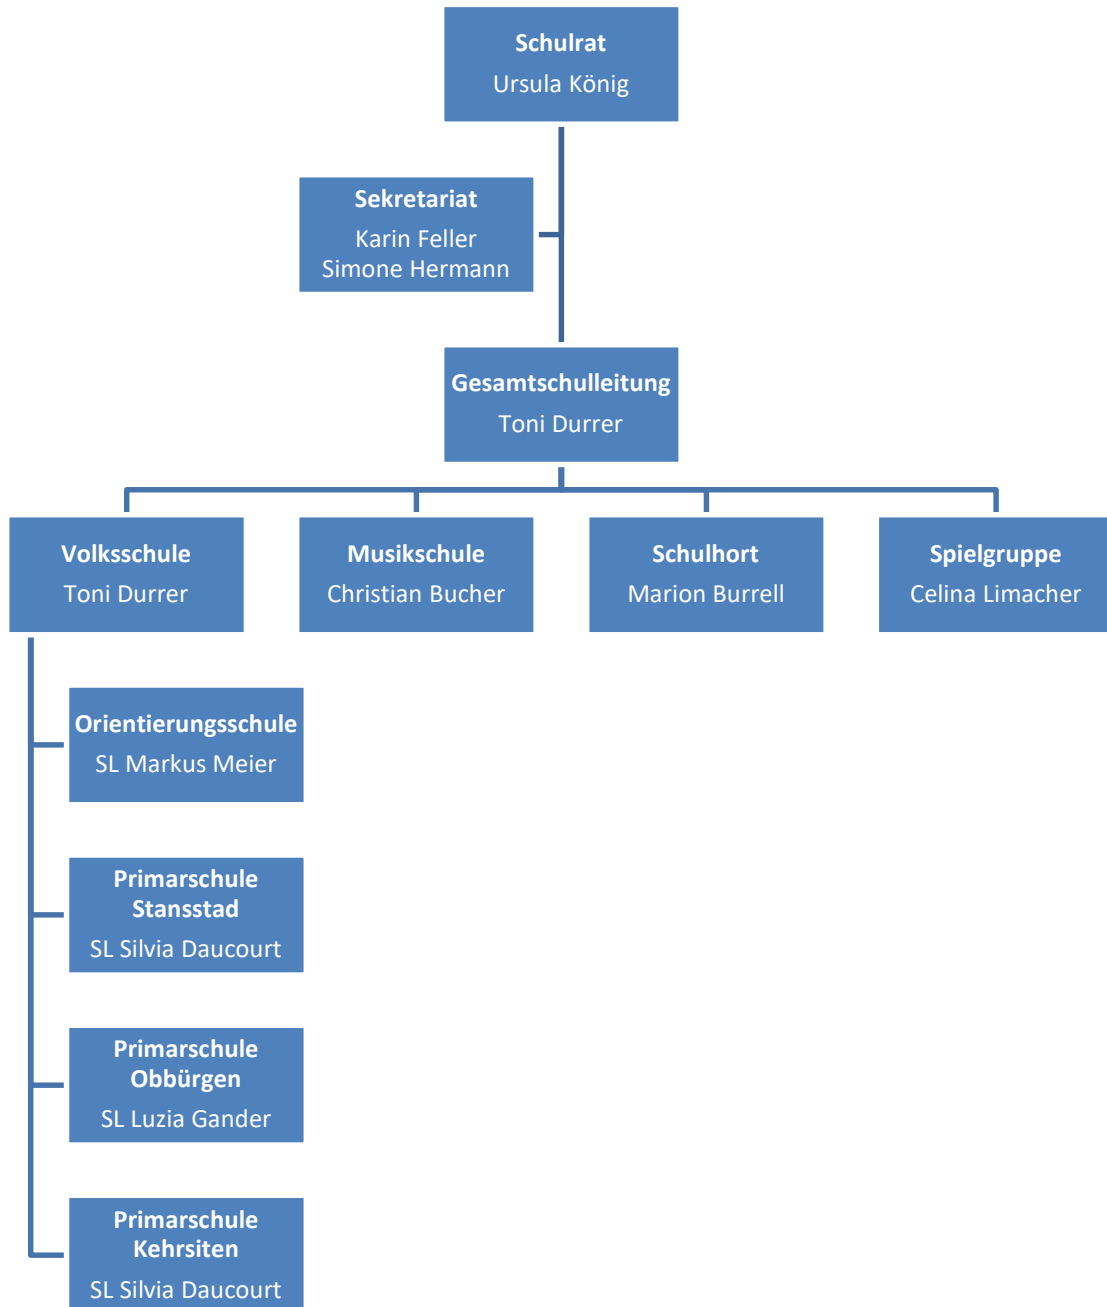 Schulrat
Ursula König
Sekretariat
Karin Feller
Simone Hermann
Gesamtschulleitung
Toni Durrer
Volksschule
Toni Durrer
Musikschule
Christian Bucher
Schulhort
Marion Burrell
Spielgruppe
Celina Limacher
Orientierungsschule
SL Markus Meier
Primarschule
Stansstad
SL Silvia Daucourt
Primarschule
Obbürgen
SL Luzia Gander
Primarschule
Kehrsiten
SL Silvia Daucourt